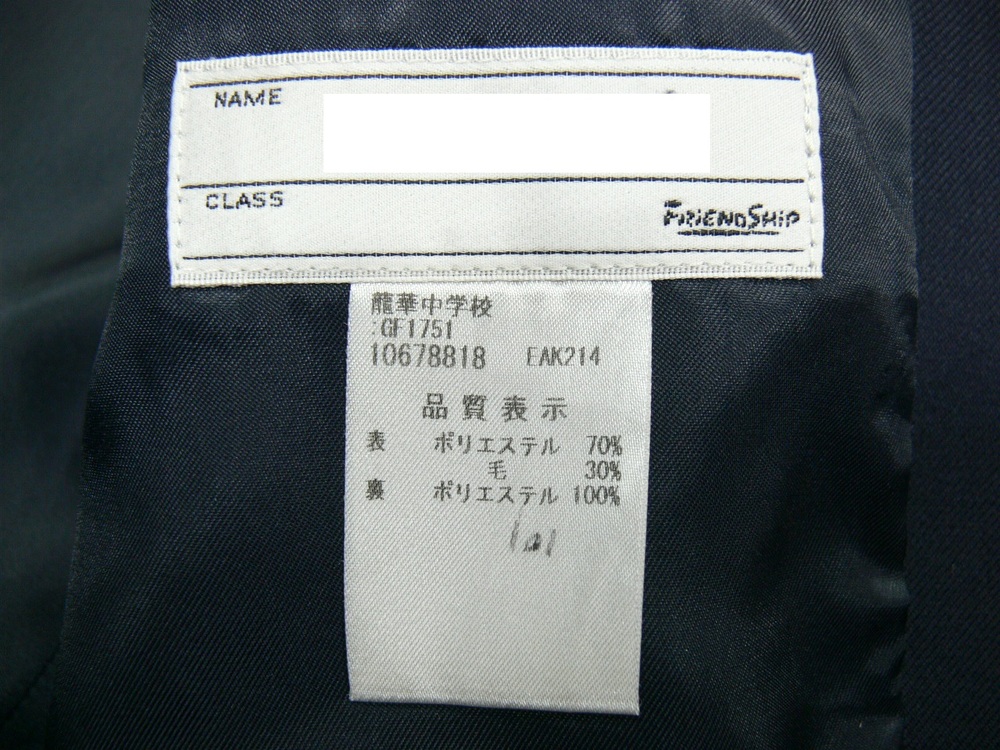 NAME
CLASS
FRIENDSHIP
龍華中学校
:GF1751
10678818 EAK214
品質表示
表 ポリエステル 70%
毛 30%
裏 ポリエステル 100%